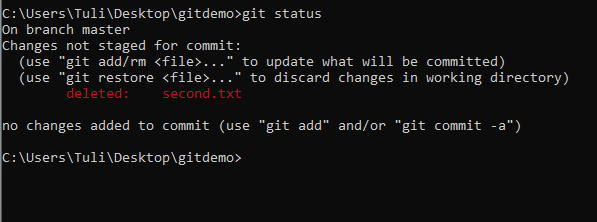 C:\Users\Tuli\Desktop\gitdemo>git status
On branch master
Changes not staged for commit:
  (use "git add/rm <file>..." to update what will be committed)
  (use "git restore <file>..." to discard changes in working directory)
        deleted:    second.txt

no changes added to commit (use "git add" and/or "git commit -a")

C:\Users\Tuli\Desktop\gitdemo>